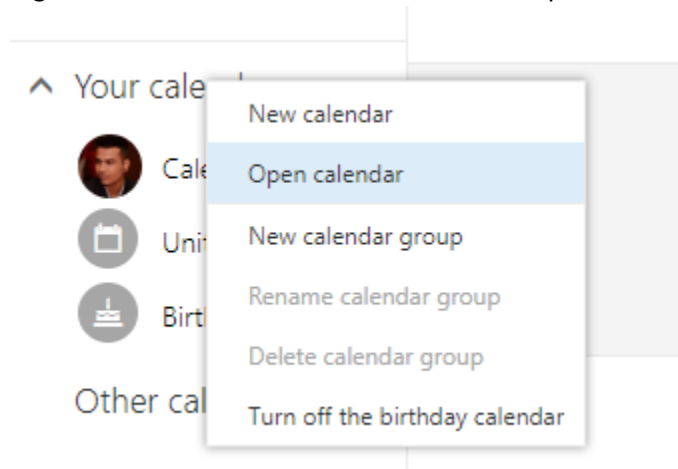 Your cale
New calendar
Cale
Open calendar
Unit
New calendar group
Birt
Rename calendar group
Delete calendar group
Other cal
Turn off the birthday calendar